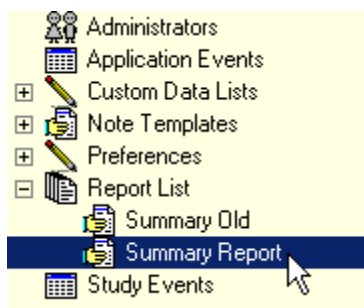 Administrators
Application Events
Custom Data Lists
Note Templates
Preferences
Report List
Summary Old
Summary Report
Study Events